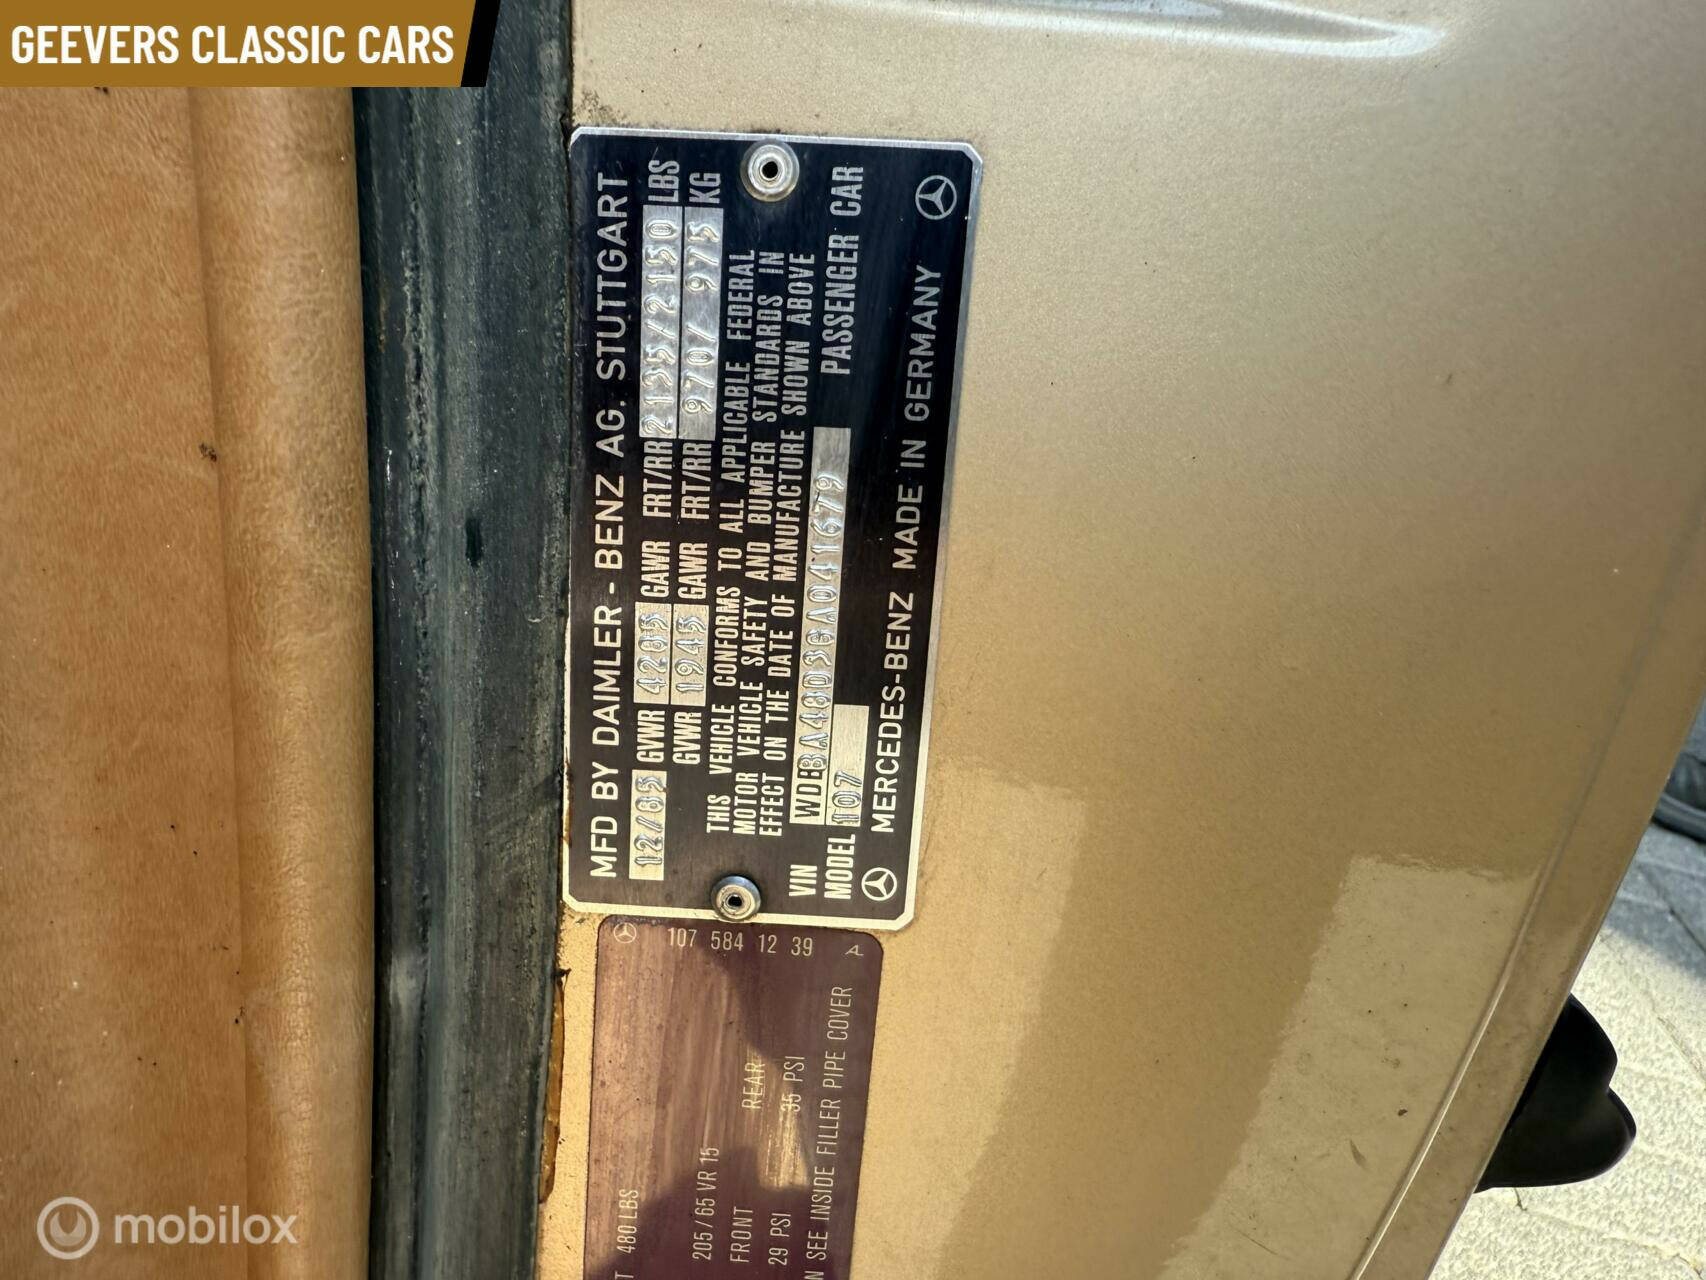 GEEVERS CLASSIC CARS
MFD BY DAIMLER-BENZ AG. STUTTGART
12/85 GVWR 4285 GAWR FRT/RR 2135/2150 LBS
GVWR 1945 GAWR FRT/RR 970/ 975 KG
THIS VEHICLE CONFORMS TO ALL APPLICABLE FEDERAL
MOTOR VEHICLE SAFETY AND BUMPER STANDARDS IN
EFFECT ON THE DATE OF MANUFACTURE SHOWN ABOVE
VIN WDBBA48D3GA041679 PASSENGER CAR
MODEL 107
MERCEDES-BENZ MADE IN GERMANY
107 584 12 39 A
480 LBS
205/65 VR 15
FRONT REAR
29 PSI 35 PSI
SEE INSIDE FILLER PIPE COVER
mobilox